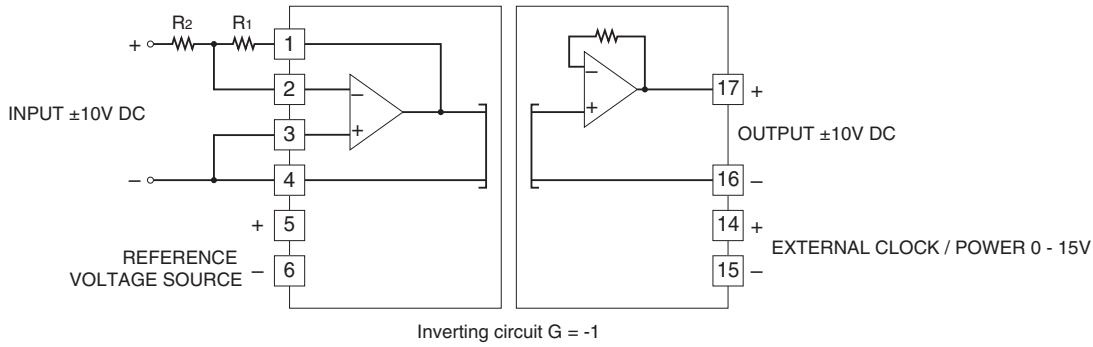 R2 R1
+ 1
2 – – 17 +
INPUT ±10V DC
3 + + OUTPUT ±10V DC
– 4 16 –
+ 5 14 +
REFERENCE
VOLTAGE SOURCE – 6
EXTERNAL CLOCK / POWER 0 - 15V
15 –
Inverting circuit G = -1